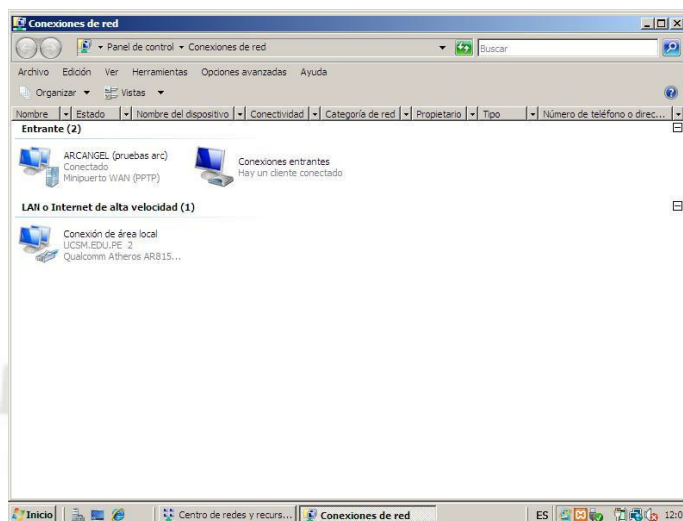 Conexiones de red
Panel de control ▾ Conexiones de red
Buscar
Archivo Edición Ver Herramientas Opciones avanzadas Ayuda
Organizar Vistas
Nombre Estado Nombre del dispositivo Conectividad Categoría de red Propietario Tipo Número de teléfono o direc...
Entrante (2)
ARCANGEL (pruebas arc)
Conectado
Minipuerto WAN (PPTP)
Conexiones entrantes
Hay un cliente conectado
LAN o Internet de alta velocidad (1)
Conexión de área local
UCSM.EDU.PE 2
Qualcomm Atheros AR815...
Inicio Centro de redes y recurs... Conexiones de red ES 12:0